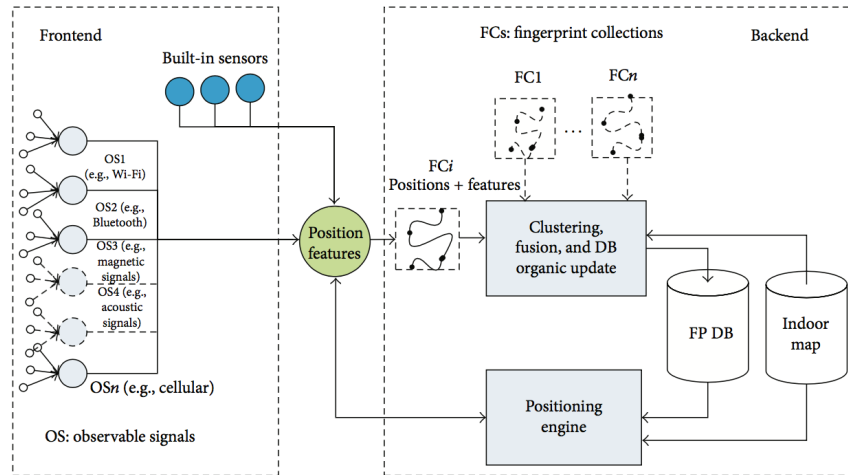 Frontend
Built-in sensors
OS1
(e.g., Wi-Fi)
OS2 (e.g.,
Bluetooth)
OS3 (e.g.,
magnetic
signals)
OS4 (e.g.,
acoustic
signals)
OSn (e.g., cellular)
OS: observable signals
Position
features
FCs: fingerprint collections
Backend
FC1
...
FCn
FCi
Positions + features
Clustering,
fusion, and DB
organic update
FP DB
Indoor
map
Positioning
engine